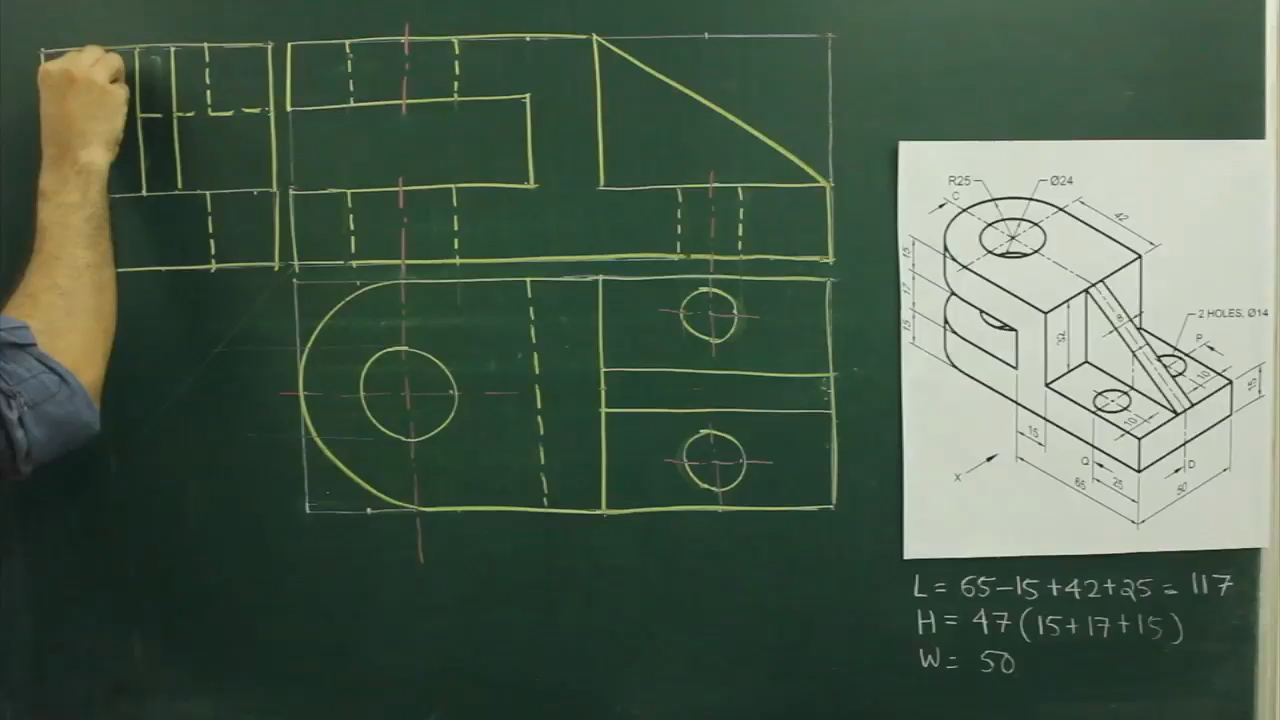 R25
Ø24
C
42
15
17
15
32
8
2 HOLES, Ø14
P
10
15
10
15
X
Q
D
65
25
50
L = 65-15+42+25 = 117
H = 47 (15+17+15)
W = 50